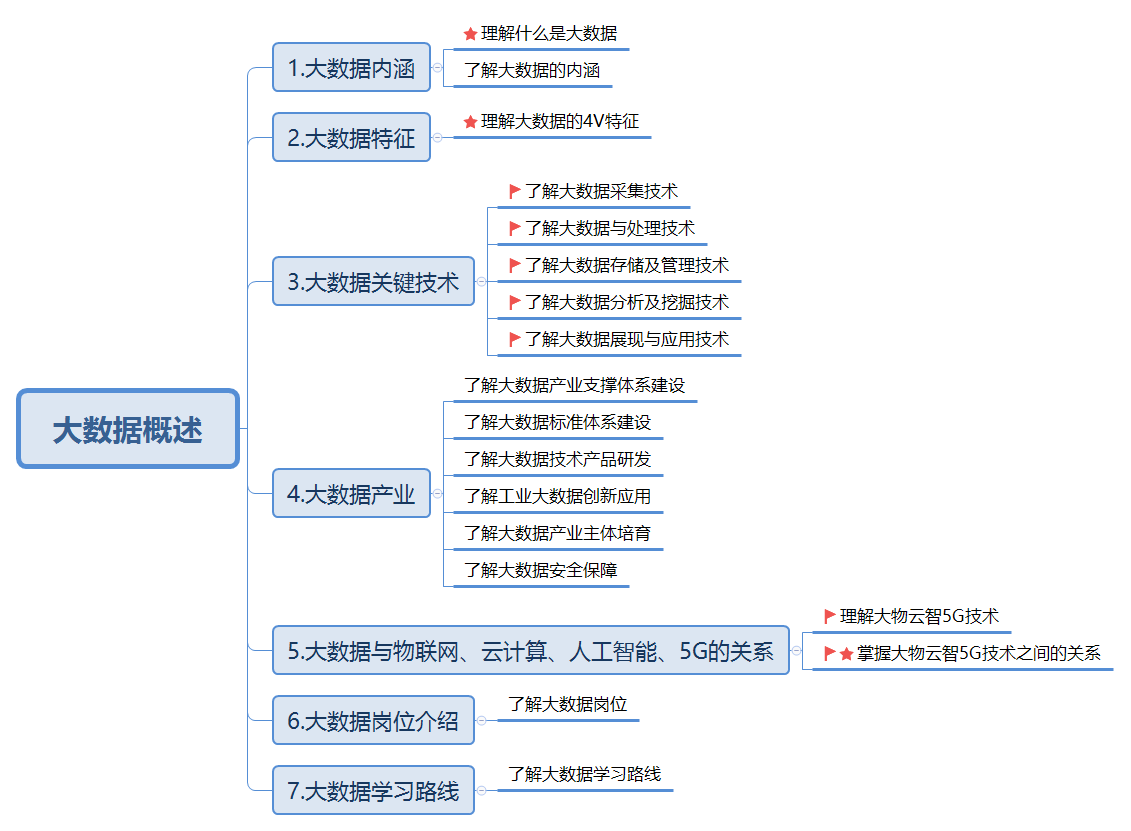 大数据概述
1.大数据内涵
理解什么是大数据
了解大数据的内涵
2.大数据特征
理解大数据的4V特征
3.大数据关键技术
了解大数据采集技术
了解大数据与处理技术
了解大数据存储及管理技术
了解大数据分析及挖掘技术
了解大数据展现与应用技术
4.大数据产业
了解大数据产业支撑体系建设
了解大数据标准体系建设
了解大数据技术产品研发
了解工业大数据创新应用
了解大数据产业主体培育
了解大数据安全保障
5.大数据与物联网、云计算、人工智能、5G的关系
理解大物云智5G技术
掌握大物云智5G技术之间的关系
6.大数据岗位介绍
了解大数据岗位
7.大数据学习路线
了解大数据学习路线